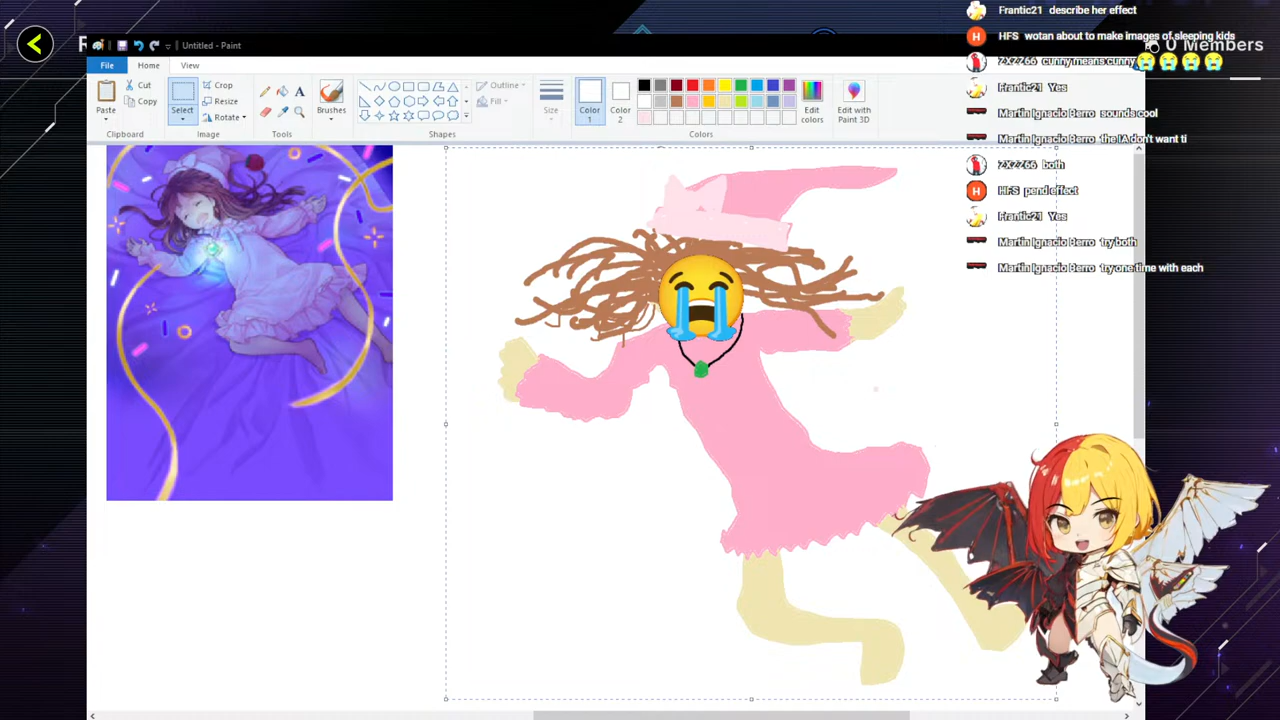 Frantic21 describe her effect
HFS wotan about to make images of sleeping kids
R
0 Members
Untitled - Paint
ZXZZ66 cunny means cunny
File
Home
View
Frantic21 Yes
Cut
Crop
Outline
Paste
Copy
Resize
Select
Rotate
A
Brushes
Fill
Size
Color 1
Color 2
Edit colors
Edit with Paint 3D
Martin Ignacio Berro sounds cool
Clipboard
Image
Tools
Shapes
Colors
Martin Ignacio Berro the IA don't want ti
ZXZZ66 both
HFS pend effect
Frantic21 Yes
Martin Ignacio Berro try both
Martin Ignacio Berro try one time with each